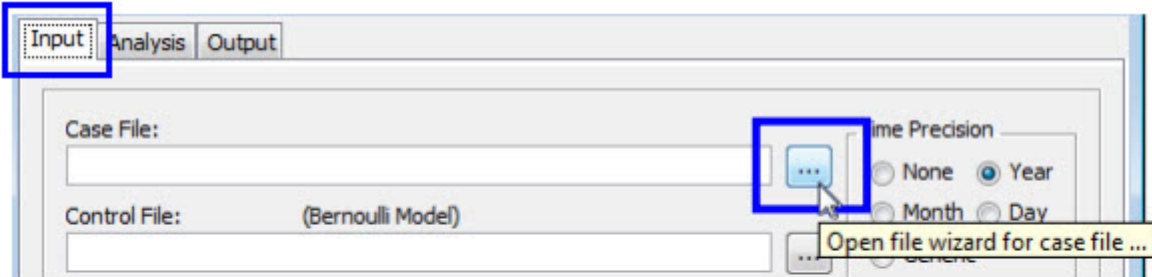 Input Analysis Output
Case File:
... Time Precision
None Year
Control File: (Bernoulli Model)
Month Day
Open file wizard for case file ...
...